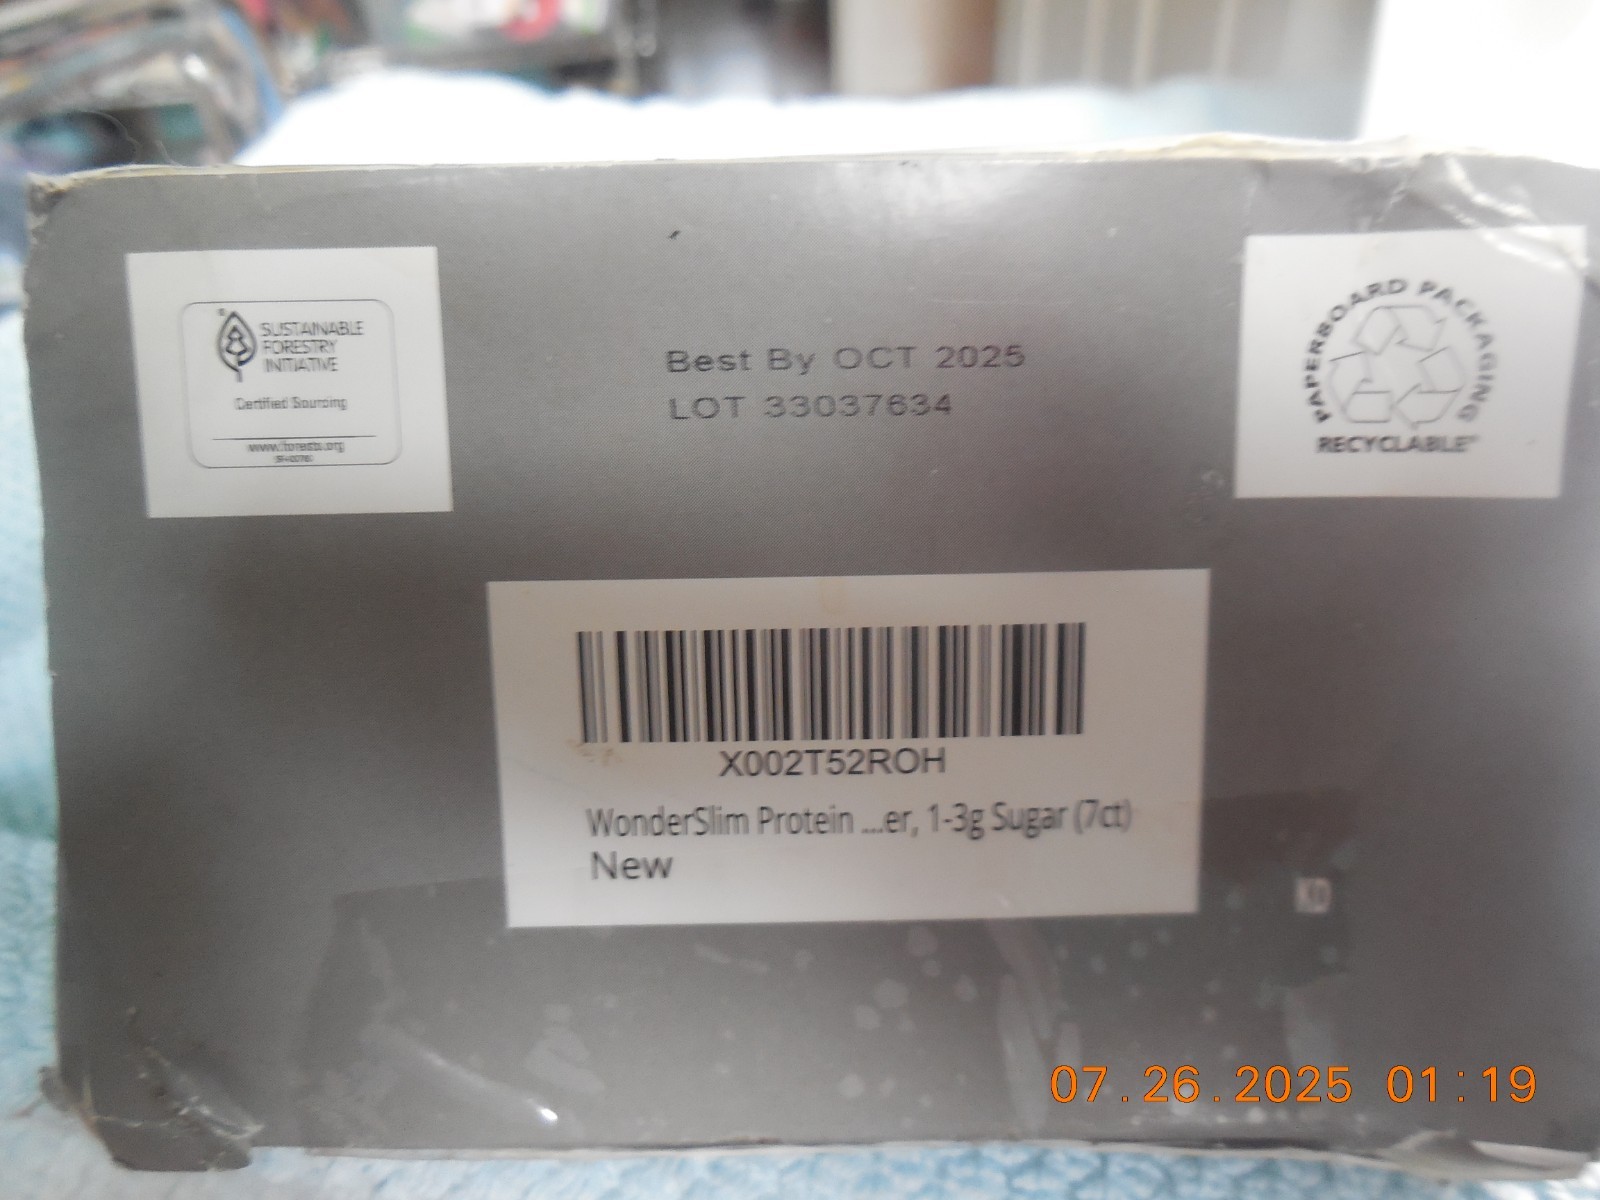 SUSTAINABLE
FORESTRY
INITIATIVE
Certified Sourcing
www.forests.org
Best By OCT 2025
LOT 33037634
PAPERBOARD PACKAGING
RECYCLABLE®
X002T52ROH
WonderSlim Protein ...er, 1-3g Sugar (7ct)
New
KD
07.26.2025 01:19